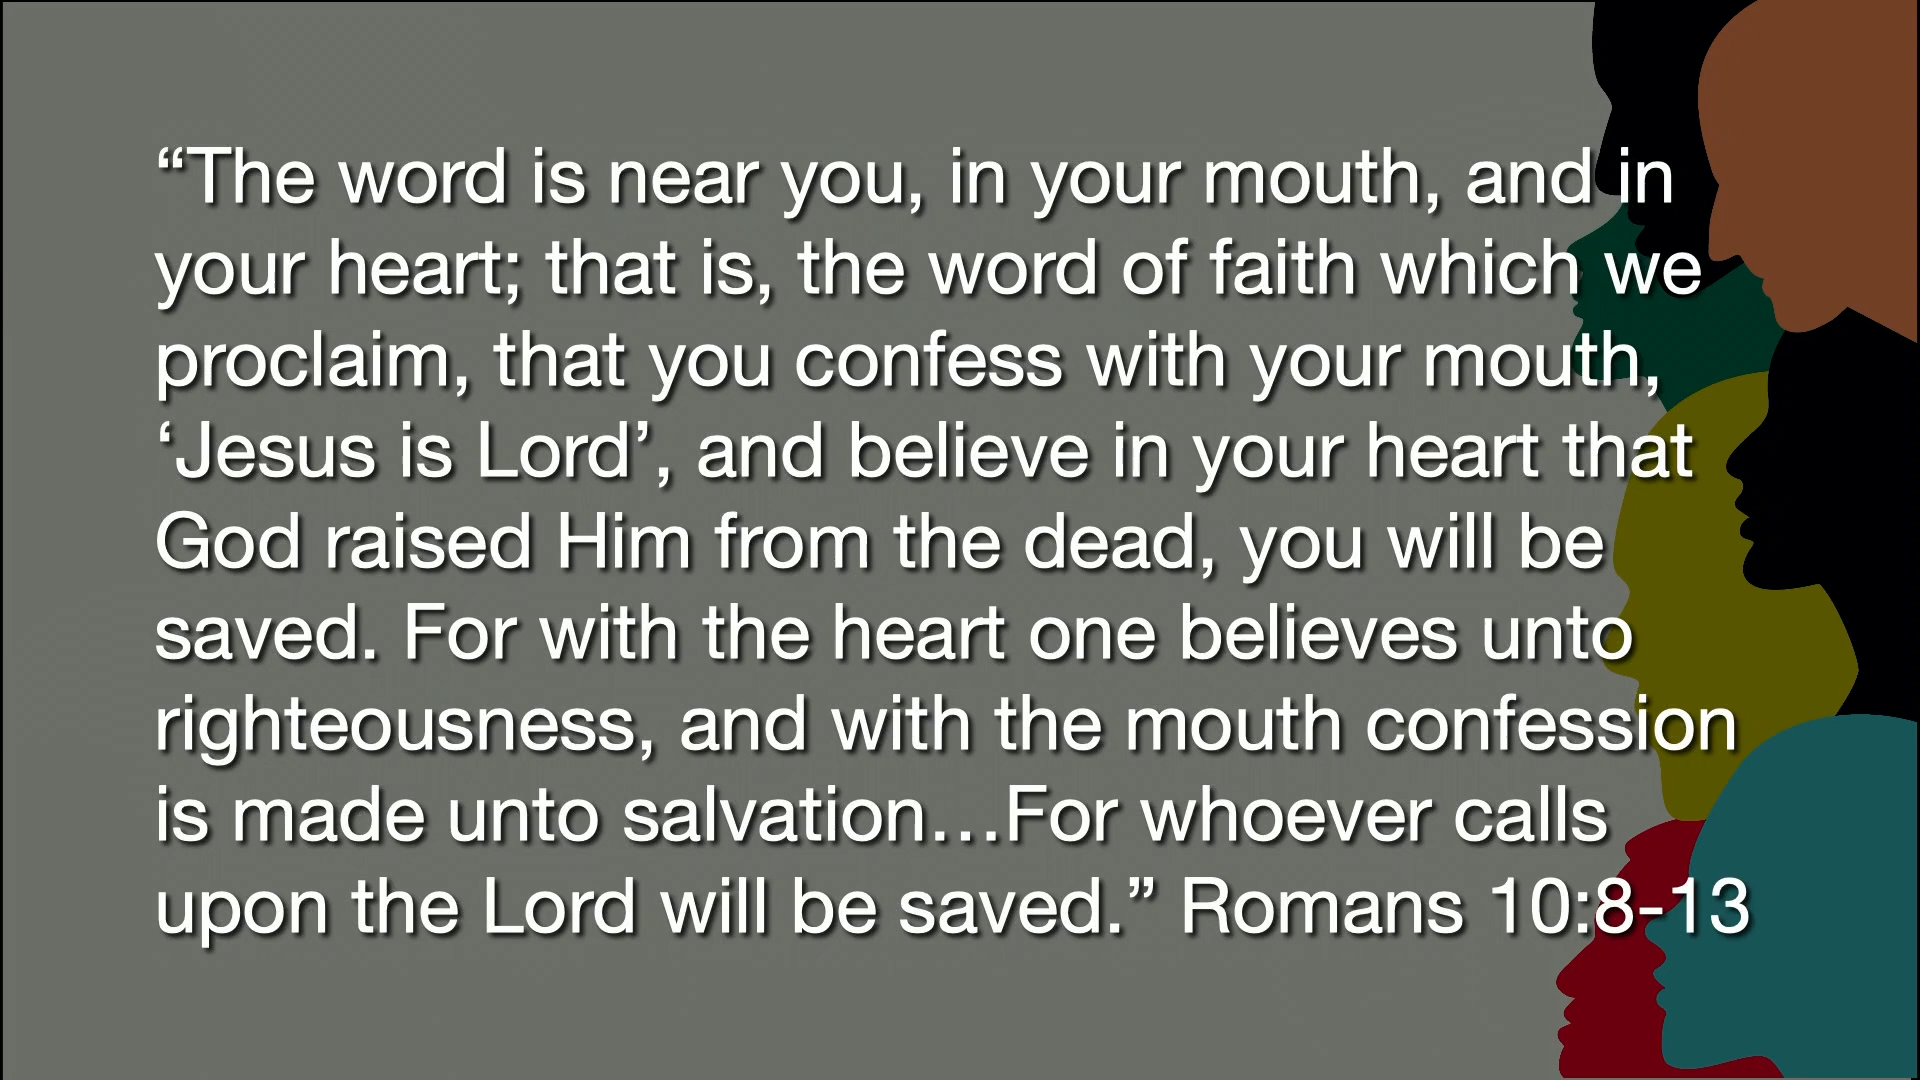 “The word is near you, in your mouth, and in
your heart; that is, the word of faith which we
proclaim, that you confess with your mouth,
‘Jesus is Lord’, and believe in your heart that
God raised Him from the dead, you will be
saved. For with the heart one believes unto
righteousness, and with the mouth confession
is made unto salvation…For whoever calls
upon the Lord will be saved.” Romans 10:8-13